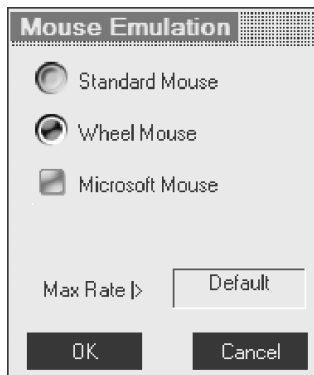 Mouse Emulation
Standard Mouse
Wheel Mouse
Microsoft Mouse
Max Rate |> Default
OK Cancel